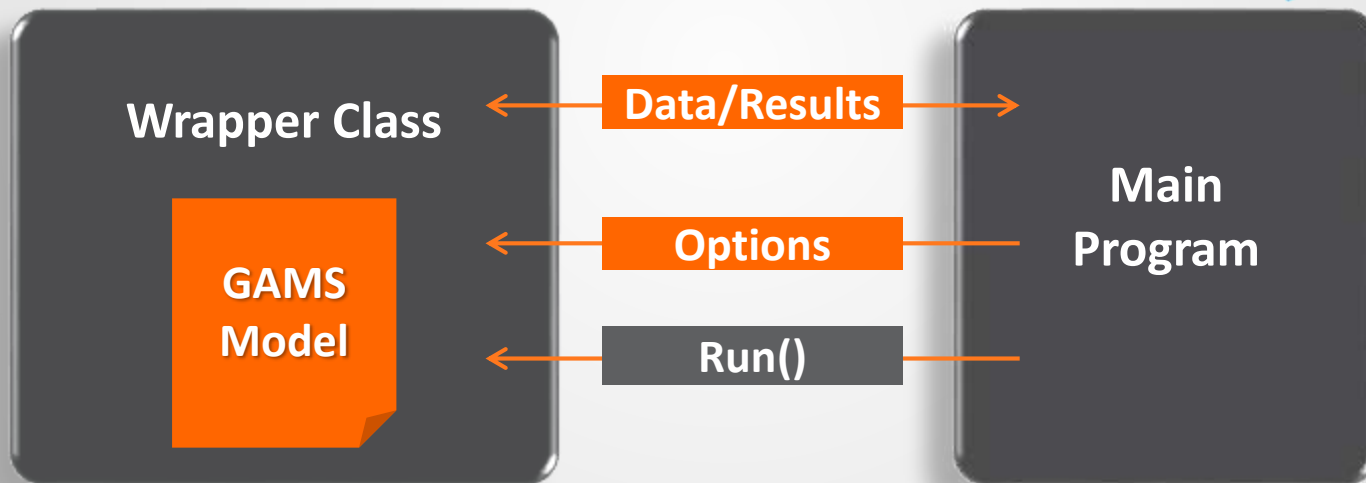 Wrapper Class
GAMS
Model
Data/Results
Options
Run()
Main
Program